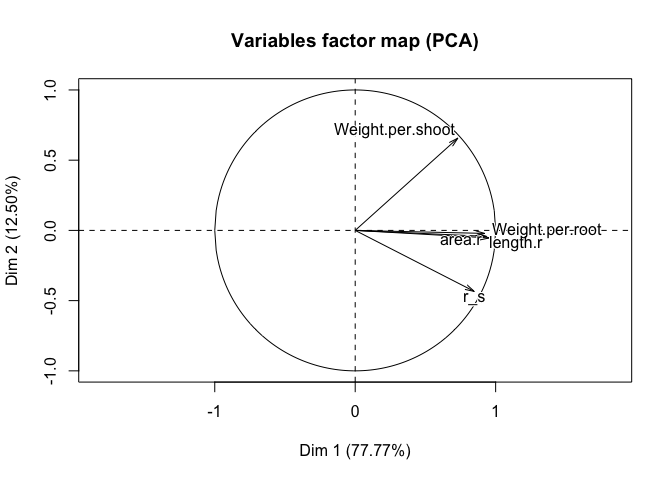 Variables factor map (PCA)
1.0
0.5
0.0
-0.5
-1.0
Dim 2 (12.50%)
Weight.per.shoot
Weight.per.root
area.r
length.r
r_s
-1
0
1
Dim 1 (77.77%)